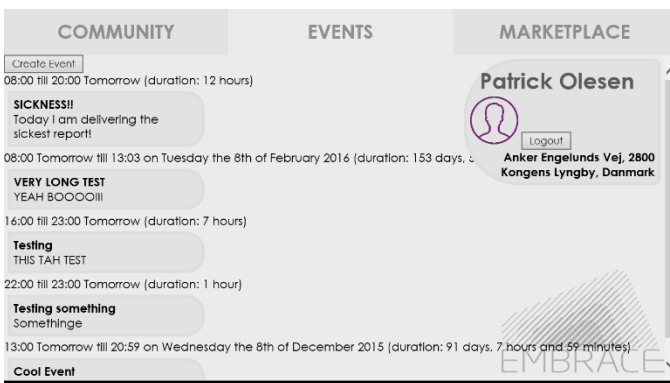 COMMUNITY EVENTS MARKETPLACE
Create Event
08:00 till 20:00 Tomorrow (duration: 12 hours)
SICKNESS!!
Today I am delivering the
sickest report!
Patrick Olesen
Logout
Anker Engelunds Vej, 2800
Kongens Lyngby, Danmark
08:00 Tomorrow till 13:03 on Tuesday the 8th of February 2016 (duration: 153 days,
VERY LONG TEST
YEAH BOOOOIII
16:00 till 23:00 Tomorrow (duration: 7 hours)
Testing
THIS TAH TEST
22:00 till 23:00 Tomorrow (duration: 1 hour)
Testing something
Somethinge
13:00 Tomorrow till 20:59 on Wednesday the 8th of December 2015 (duration: 91 days, 7 hours and 59 minutes)
Cool Event
EMBRACE